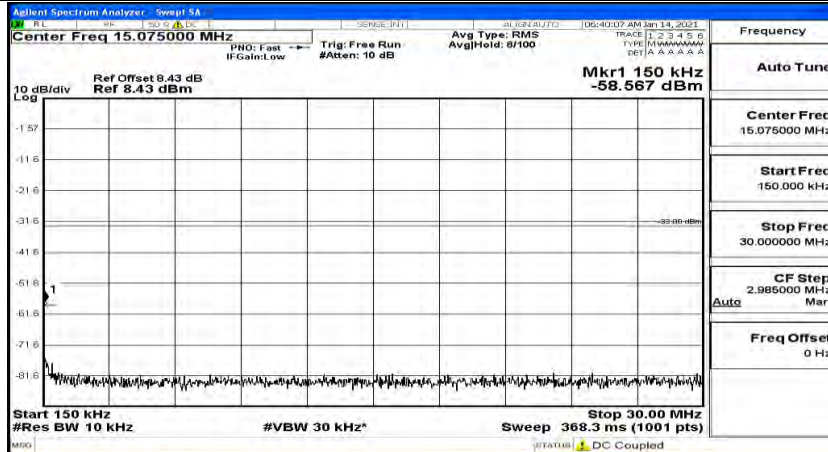 Agilent Spectrum Analyzer - Swept SA
RL RF 50 Ω DC SENSE:INT ALIGN AUTO 06:40:07 AM Jan 14, 2021
Center Freq 15.075000 MHz
PNO: Fast
IFGain:Low
Trig: Free Run
#Atten: 10 dB
Avg Type: RMS
Avg|Hold: 8/100
TRACE 1 2 3 4 5 6
TYPE MWWWWW
DET A A A A A A
Mkr1 150 kHz
-58.567 dBm
Ref Offset 8.43 dB
10 dB/div Ref 8.43 dBm
Log
-1.57
-11.6
-21.6
-31.6
-33.00 dBm
-41.6
-51.6
1
-61.6
-71.6
-81.6
Start 150 kHz Stop 30.00 MHz
#Res BW 10 kHz #VBW 30 kHz* Sweep 368.3 ms (1001 pts)
MSG STATUS DC Coupled
Frequency
Auto Tune
Center Freq
15.075000 MHz
Start Freq
150.000 kHz
Stop Freq
30.000000 MHz
CF Step
2.985000 MHz
Auto Man
Freq Offset
0 Hz